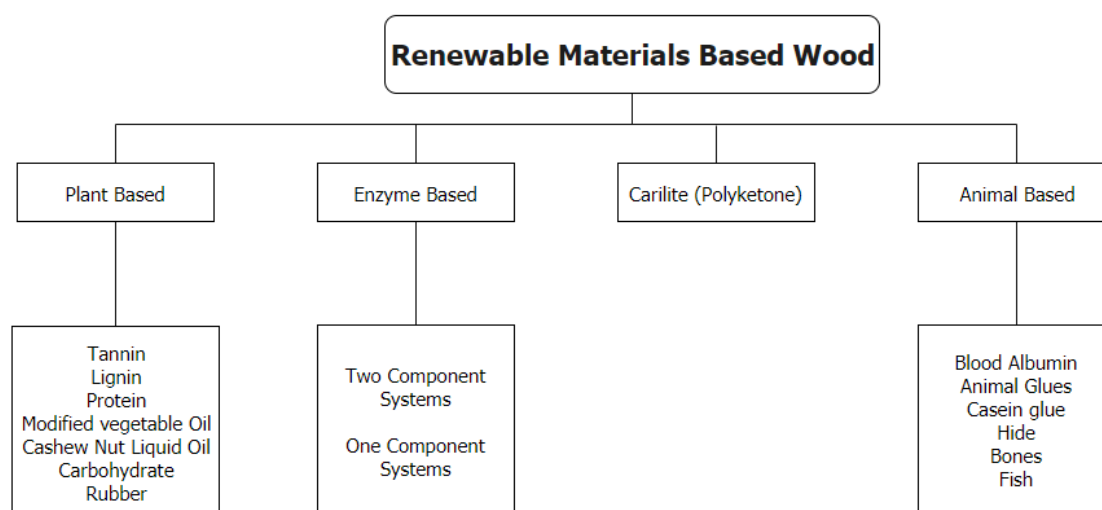 Renewable Materials Based Wood
Plant Based
Enzyme Based
Carilite (Polyketone)
Animal Based
Tannin
Lignin
Protein
Modified vegetable Oil
Cashew Nut Liquid Oil
Carbohydrate
Rubber
Two Component
Systems
One Component
Systems
Blood Albumin
Animal Glues
Casein glue
Hide
Bones
Fish